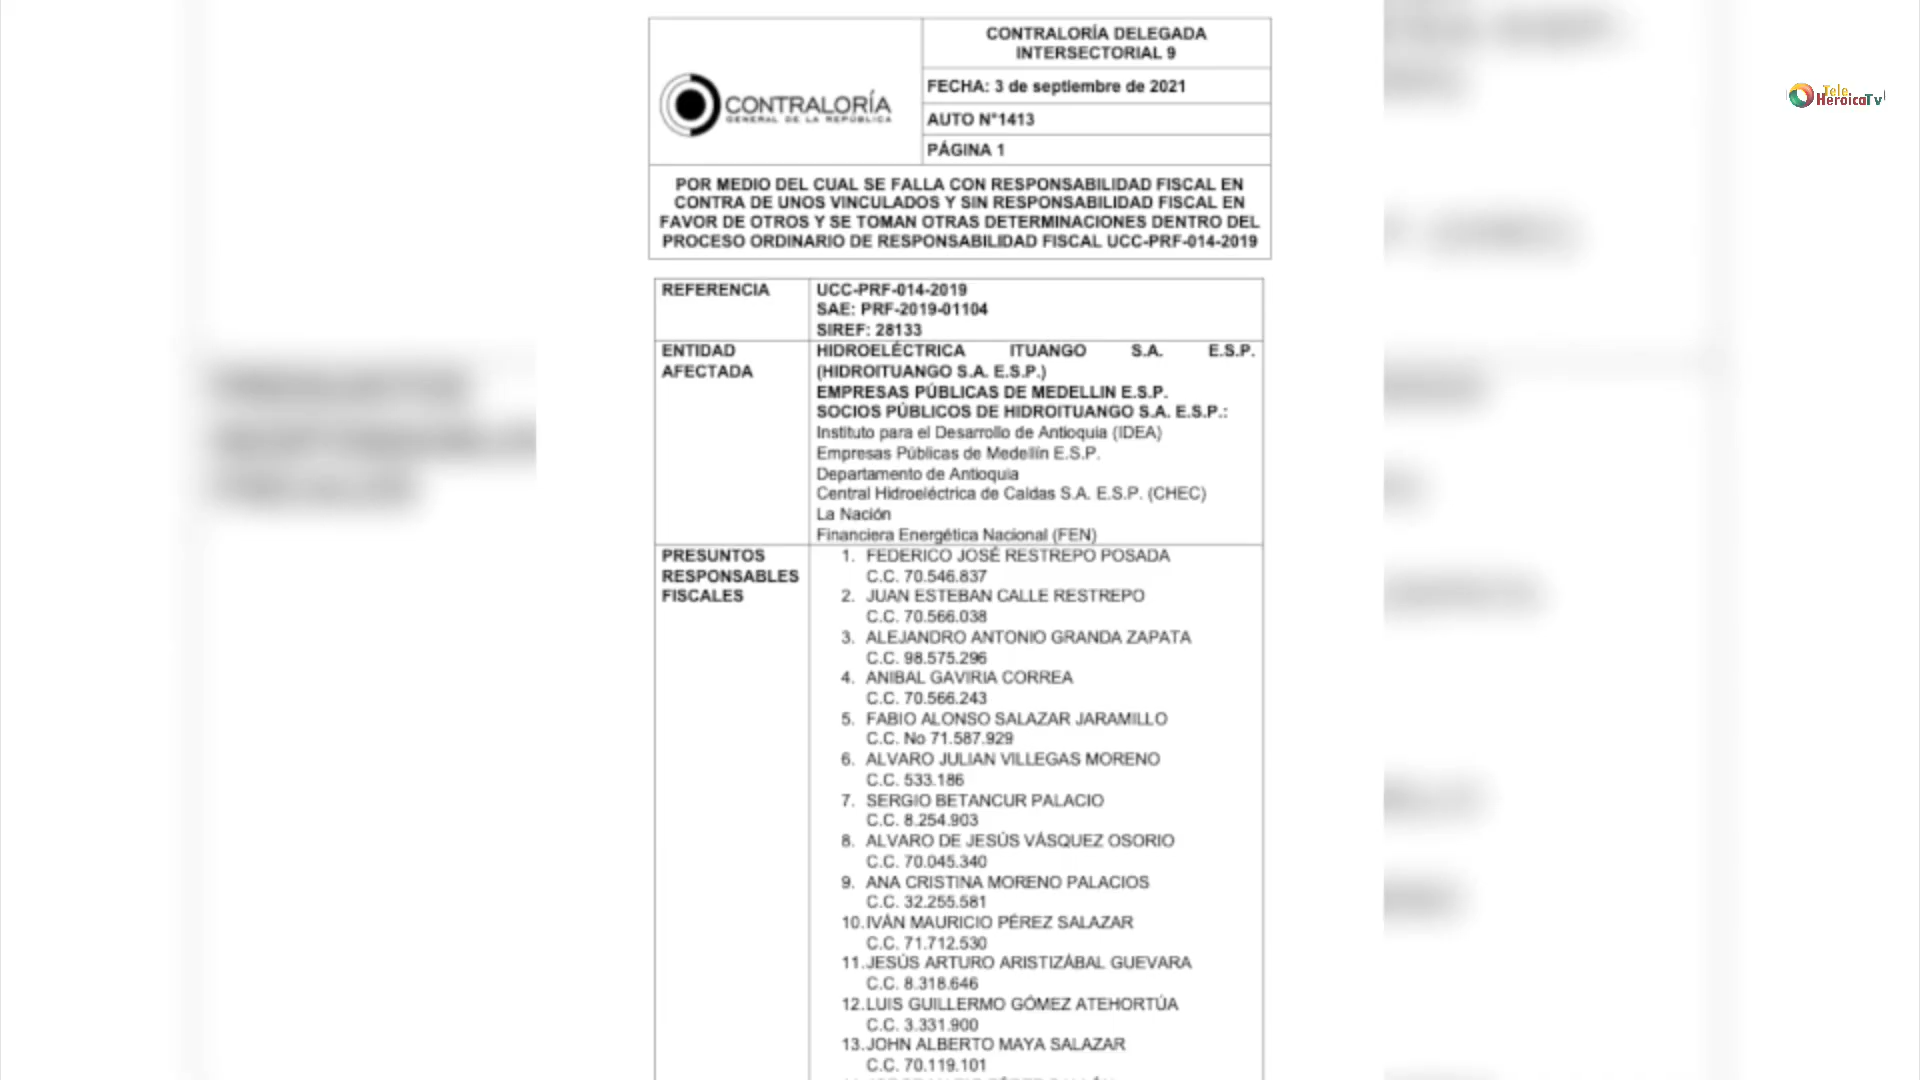 CONTRALORÍA
GENERAL DE LA REPÚBLICA
CONTRALORÍA DELEGADA
INTERSECTORIAL 9
FECHA: 3 de septiembre de 2021
AUTO N°1413
PÁGINA 1
POR MEDIO DEL CUAL SE FALLA CON RESPONSABILIDAD FISCAL EN
CONTRA DE UNOS VINCULADOS Y SIN RESPONSABILIDAD FISCAL EN
FAVOR DE OTROS Y SE TOMAN OTRAS DETERMINACIONES DENTRO DEL
PROCESO ORDINARIO DE RESPONSABILIDAD FISCAL UCC-PRF-014-2019
REFERENCIA
UCC-PRF-014-2019
SAE: PRF-2019-01104
SIREF: 28133
ENTIDAD
AFECTADA
HIDROELÉCTRICA ITUANGO S.A. E.S.P.
(HIDROITUANGO S.A. E.S.P.)
EMPRESAS PÚBLICAS DE MEDELLIN E.S.P.
SOCIOS PÚBLICOS DE HIDROITUANGO S.A. E.S.P.:
Instituto para el Desarrollo de Antioquia (IDEA)
Empresas Públicas de Medellín E.S.P.
Departamento de Antioquia
Central Hidroeléctrica de Caldas S.A. E.S.P. (CHEC)
La Nación
Financiera Energética Nacional (FEN)
PRESUNTOS
RESPONSABLES
FISCALES
1. FEDERICO JOSÉ RESTREPO POSADA
C.C. 70.546.837
2. JUAN ESTEBAN CALLE RESTREPO
C.C. 70.566.038
3. ALEJANDRO ANTONIO GRANDA ZAPATA
C.C. 98.575.296
4. ANIBAL GAVIRIA CORREA
C.C. 70.566.243
5. FABIO ALONSO SALAZAR JARAMILLO
C.C. No 71.587.929
6. ALVARO JULIAN VILLEGAS MORENO
C.C. 533.186
7. SERGIO BETANCUR PALACIO
C.C. 8.254.903
8. ALVARO DE JESÚS VÁSQUEZ OSORIO
C.C. 70.045.340
9. ANA CRISTINA MORENO PALACIOS
C.C. 32.255.581
10. IVÁN MAURICIO PÉREZ SALAZAR
C.C. 71.712.530
11. JESÚS ARTURO ARISTIZÁBAL GUEVARA
C.C. 8.318.646
12. LUIS GUILLERMO GÓMEZ ATEHORTÚA
C.C. 3.331.900
13. JOHN ALBERTO MAYA SALAZAR
C.C. 70.119.101
Tele
HeroicaTv